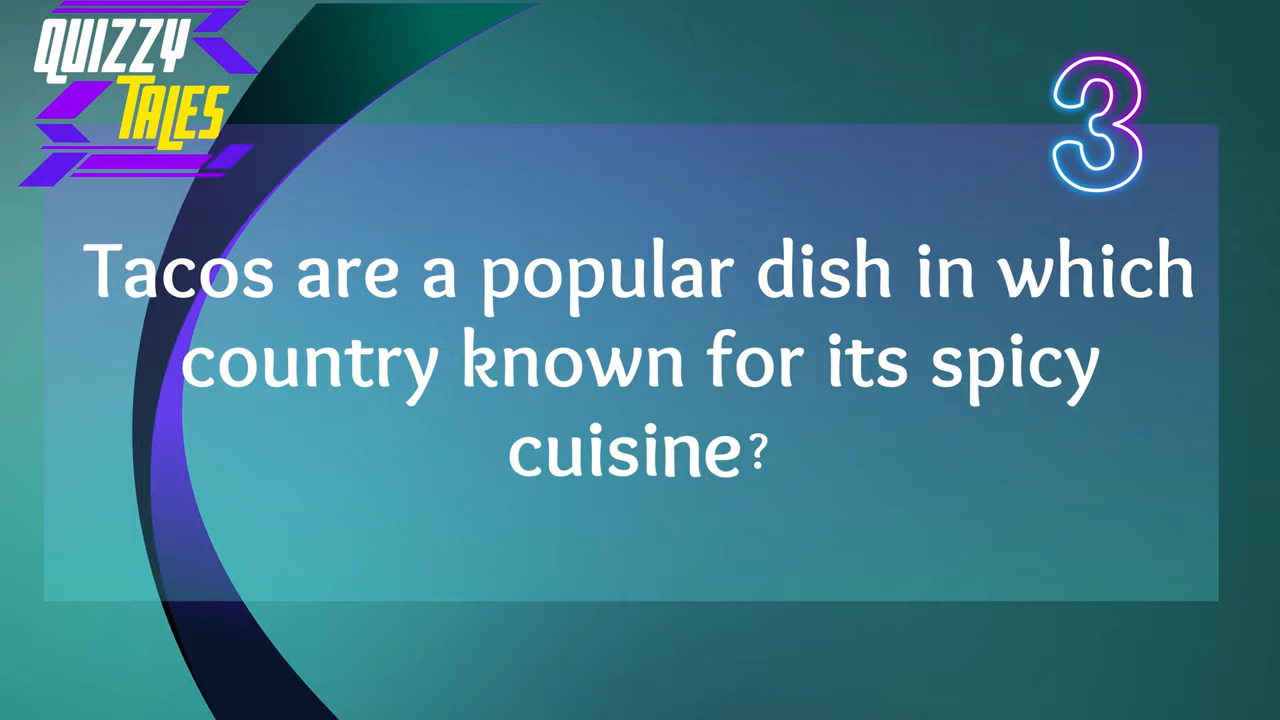 QUIZZY
TALES
3
Tacos are a popular dish in which
country known for its spicy
cuisine?